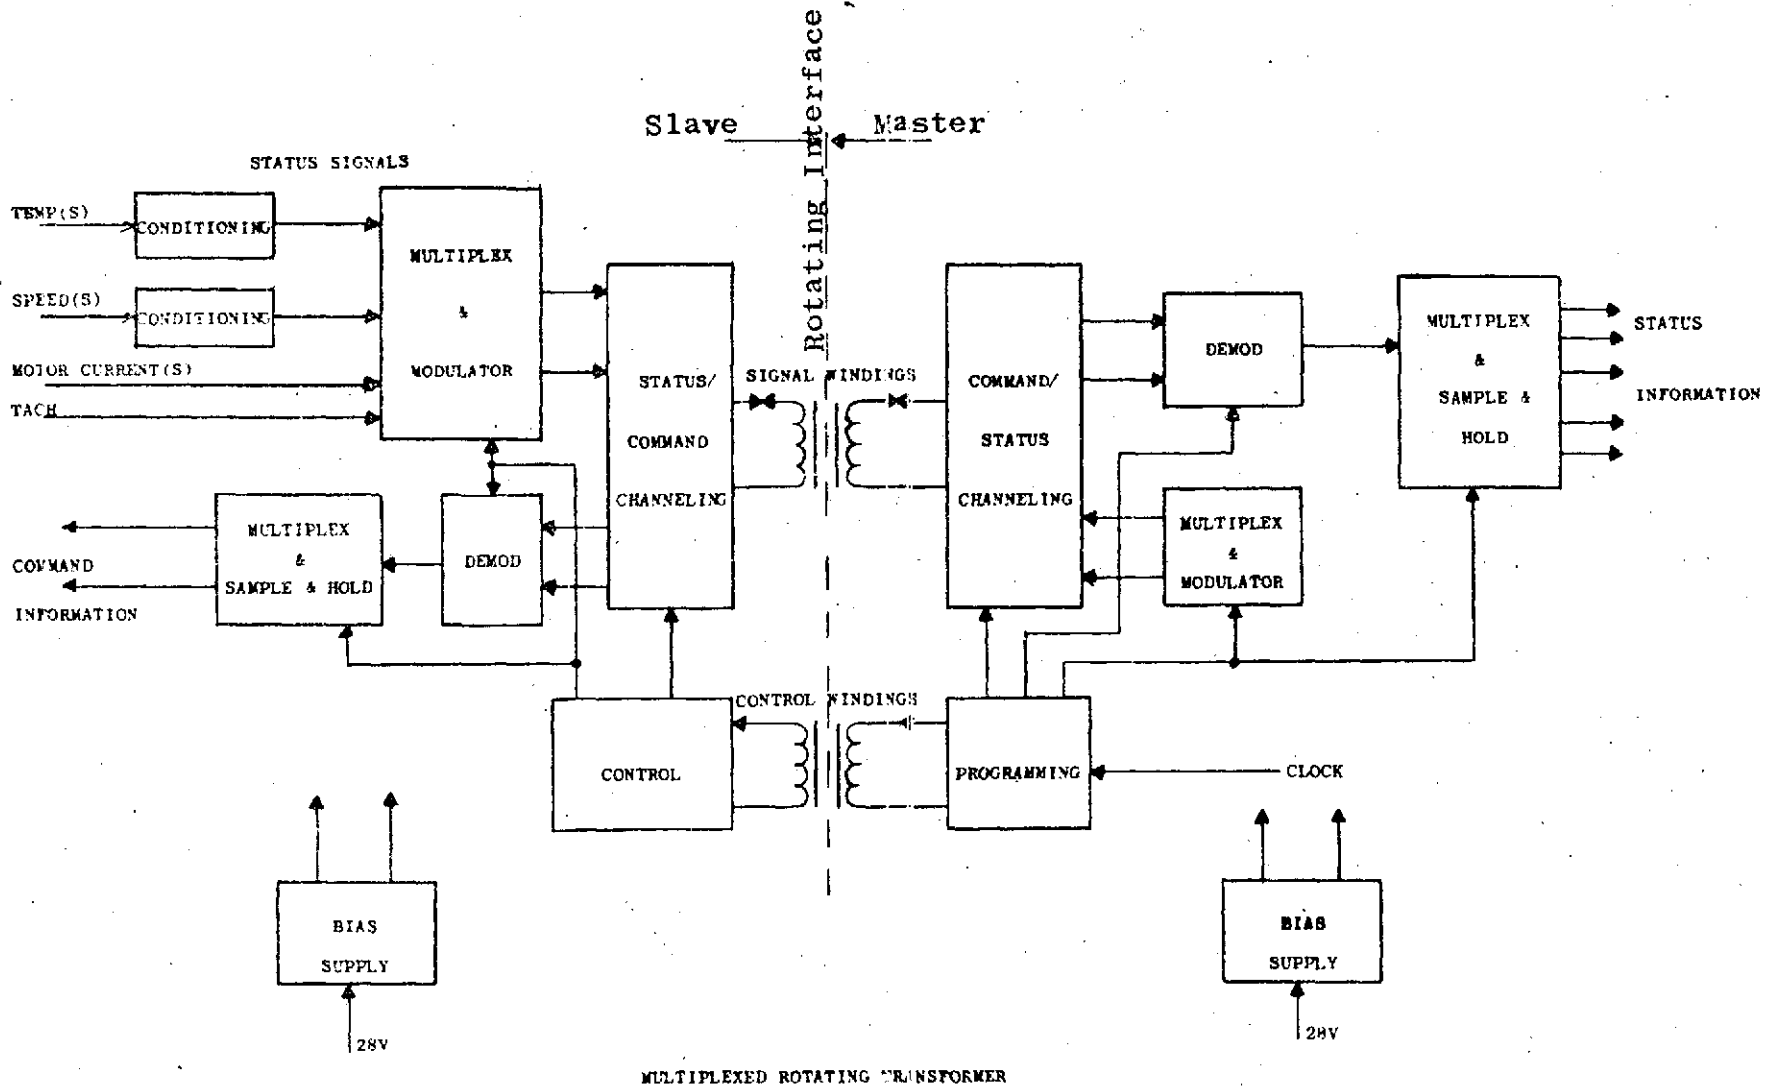 Rotating Interface
Slave
Master
STATUS SIGNALS
TEMP(S)
CONDITIONING
SPEED(S)
CONDITIONING
MOTOR CURRENT(S)
TACH
MULTIPLEX
&
MODULATOR
STATUS/
COMMAND
CHANNELING
SIGNAL WINDINGS
COMMAND/
STATUS
CHANNELING
DEMOD
MULTIPLEX
&
SAMPLE &
HOLD
STATUS
INFORMATION
MULTIPLEX
&
SAMPLE & HOLD
DEMOD
COMMAND
INFORMATION
MULTIPLEX
&
MODULATOR
CONTROL WINDINGS
CONTROL
PROGRAMMING
CLOCK
BIAS
SUPPLY
28V
BIAS
SUPPLY
28V
MULTIPLEXED ROTATING TRANSFORMER